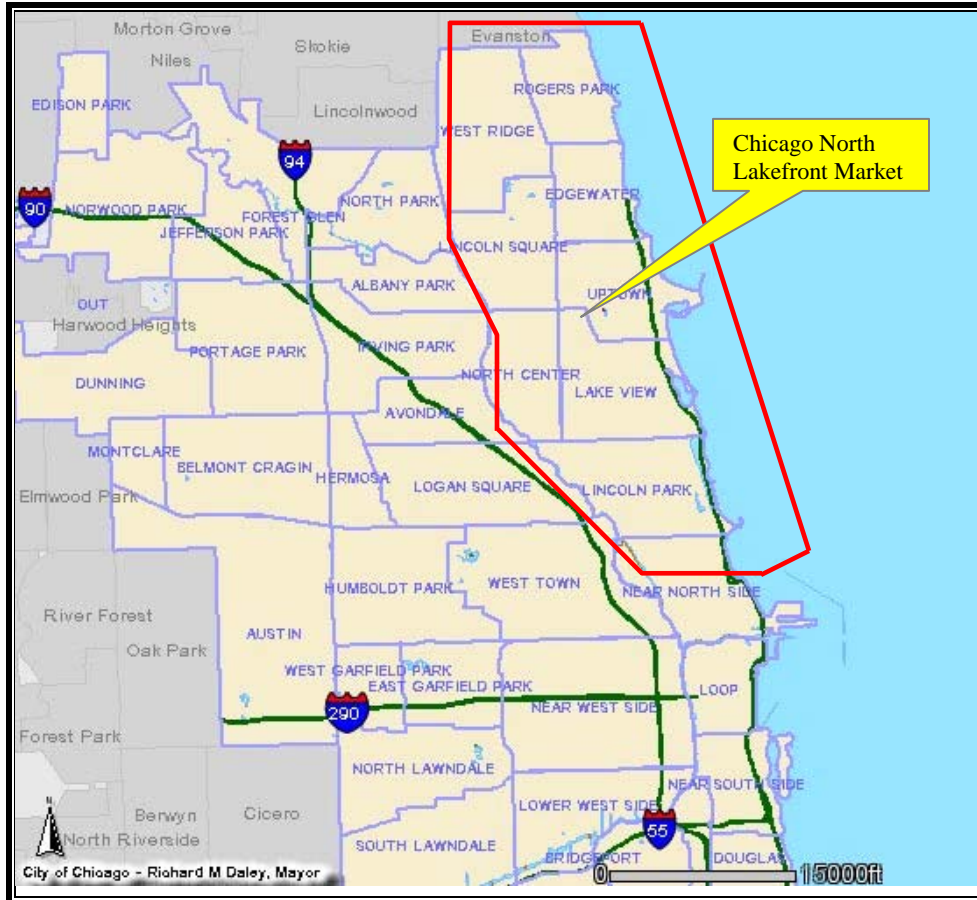 Morton Grove
Skokie
Evanston
Niles
EDISON PARK
ROGERS PARK
Lincolnwood
WEST RIDGE
Chicago North
Lakefront Market
94
90
NORWOOD PARK
FOREST GLEN
NORTH PARK
EDGEWATER
JEFFERSON PARK
LINCOLN SQUARE
ALBANY PARK
UPTOWN
OUT
Harwood Heights
PORTAGE PARK
IRVING PARK
DUNNING
NORTH CENTER
LAKE VIEW
AVONDALE
MONTCLARE
BELMONT CRAGIN
HERMOSA
LOGAN SQUARE
LINCOLN PARK
Elmwood Park
HUMBOLDT PARK
WEST TOWN
NEAR NORTH SIDE
River Forest
AUSTIN
Oak Park
WEST GARFIELD PARK
EAST GARFIELD PARK
LOOP
290
NEAR WEST SIDE
Forest Park
NORTH LAWNDALE
NEAR SOUTH SIDE
LOWER WEST SIDE
N
Berwyn
Cicero
55
North Riverside
SOUTH LAWNDALE
BRIDGEPORT
DOUGLAS
City of Chicago - Richard M Daley, Mayor
0
15000ft